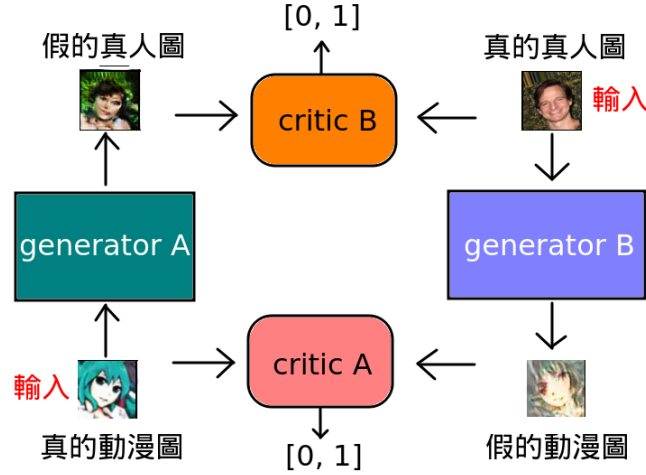 [0, 1]
假的真人圖
真的真人圖
critic B
輸入
generator A
generator B
critic A
輸入
真的動漫圖
[0, 1]
假的動漫圖